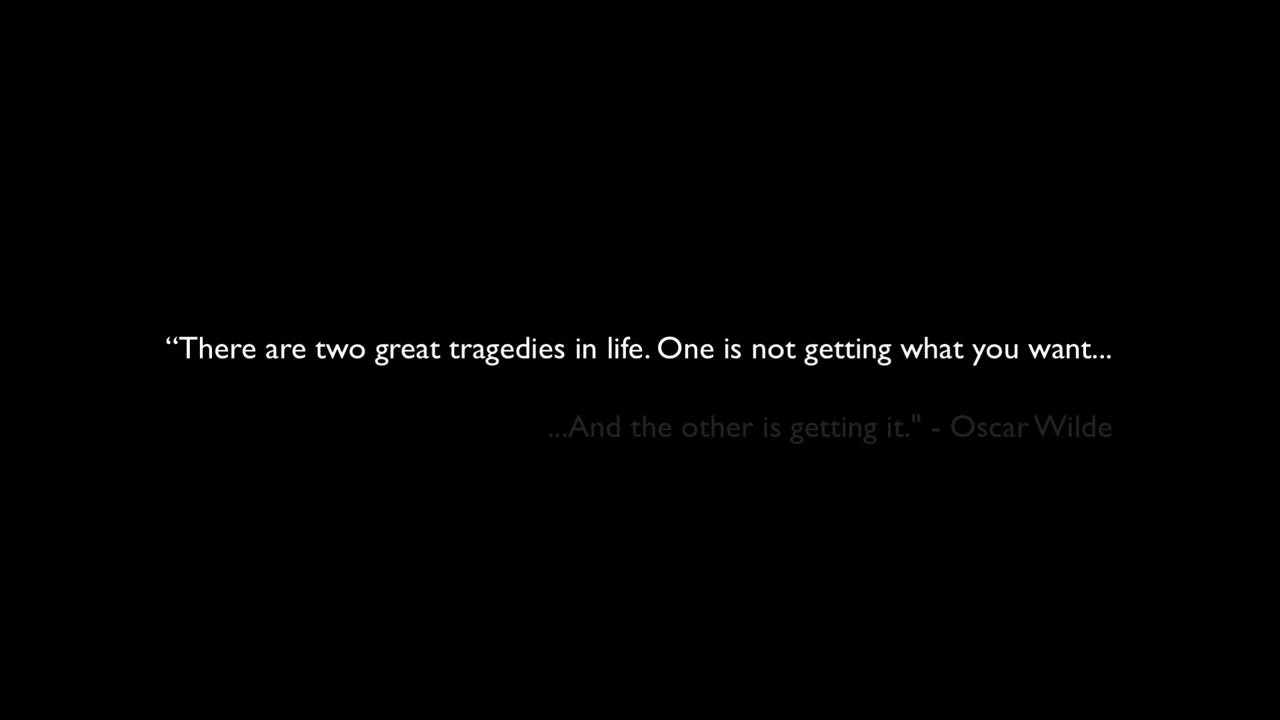 “There are two great tragedies in life. One is not getting what you want...
...And the other is getting it." - Oscar Wilde